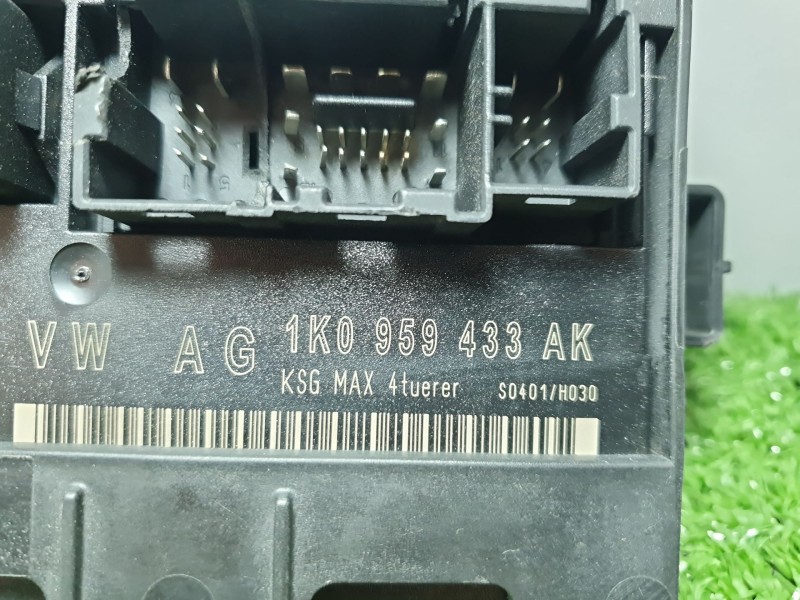 VW AG 1K0 959 433 AK
KSG MAX 4tuerer S0401/H030